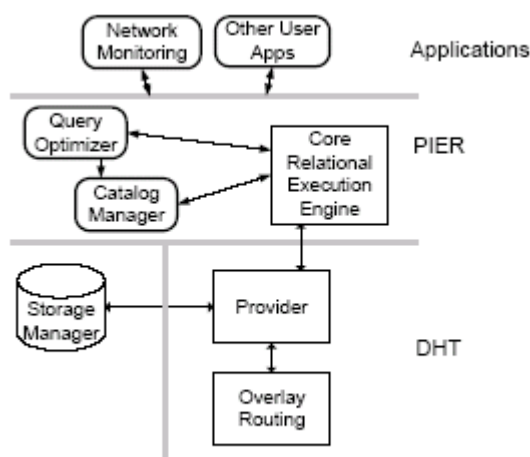 Network
Monitoring
Other User
Apps
Applications
Query
Optimizer
Core
Relational
Execution
Engine
PIER
Catalog
Manager
Storage
Manager
Provider
DHT
Overlay
Routing